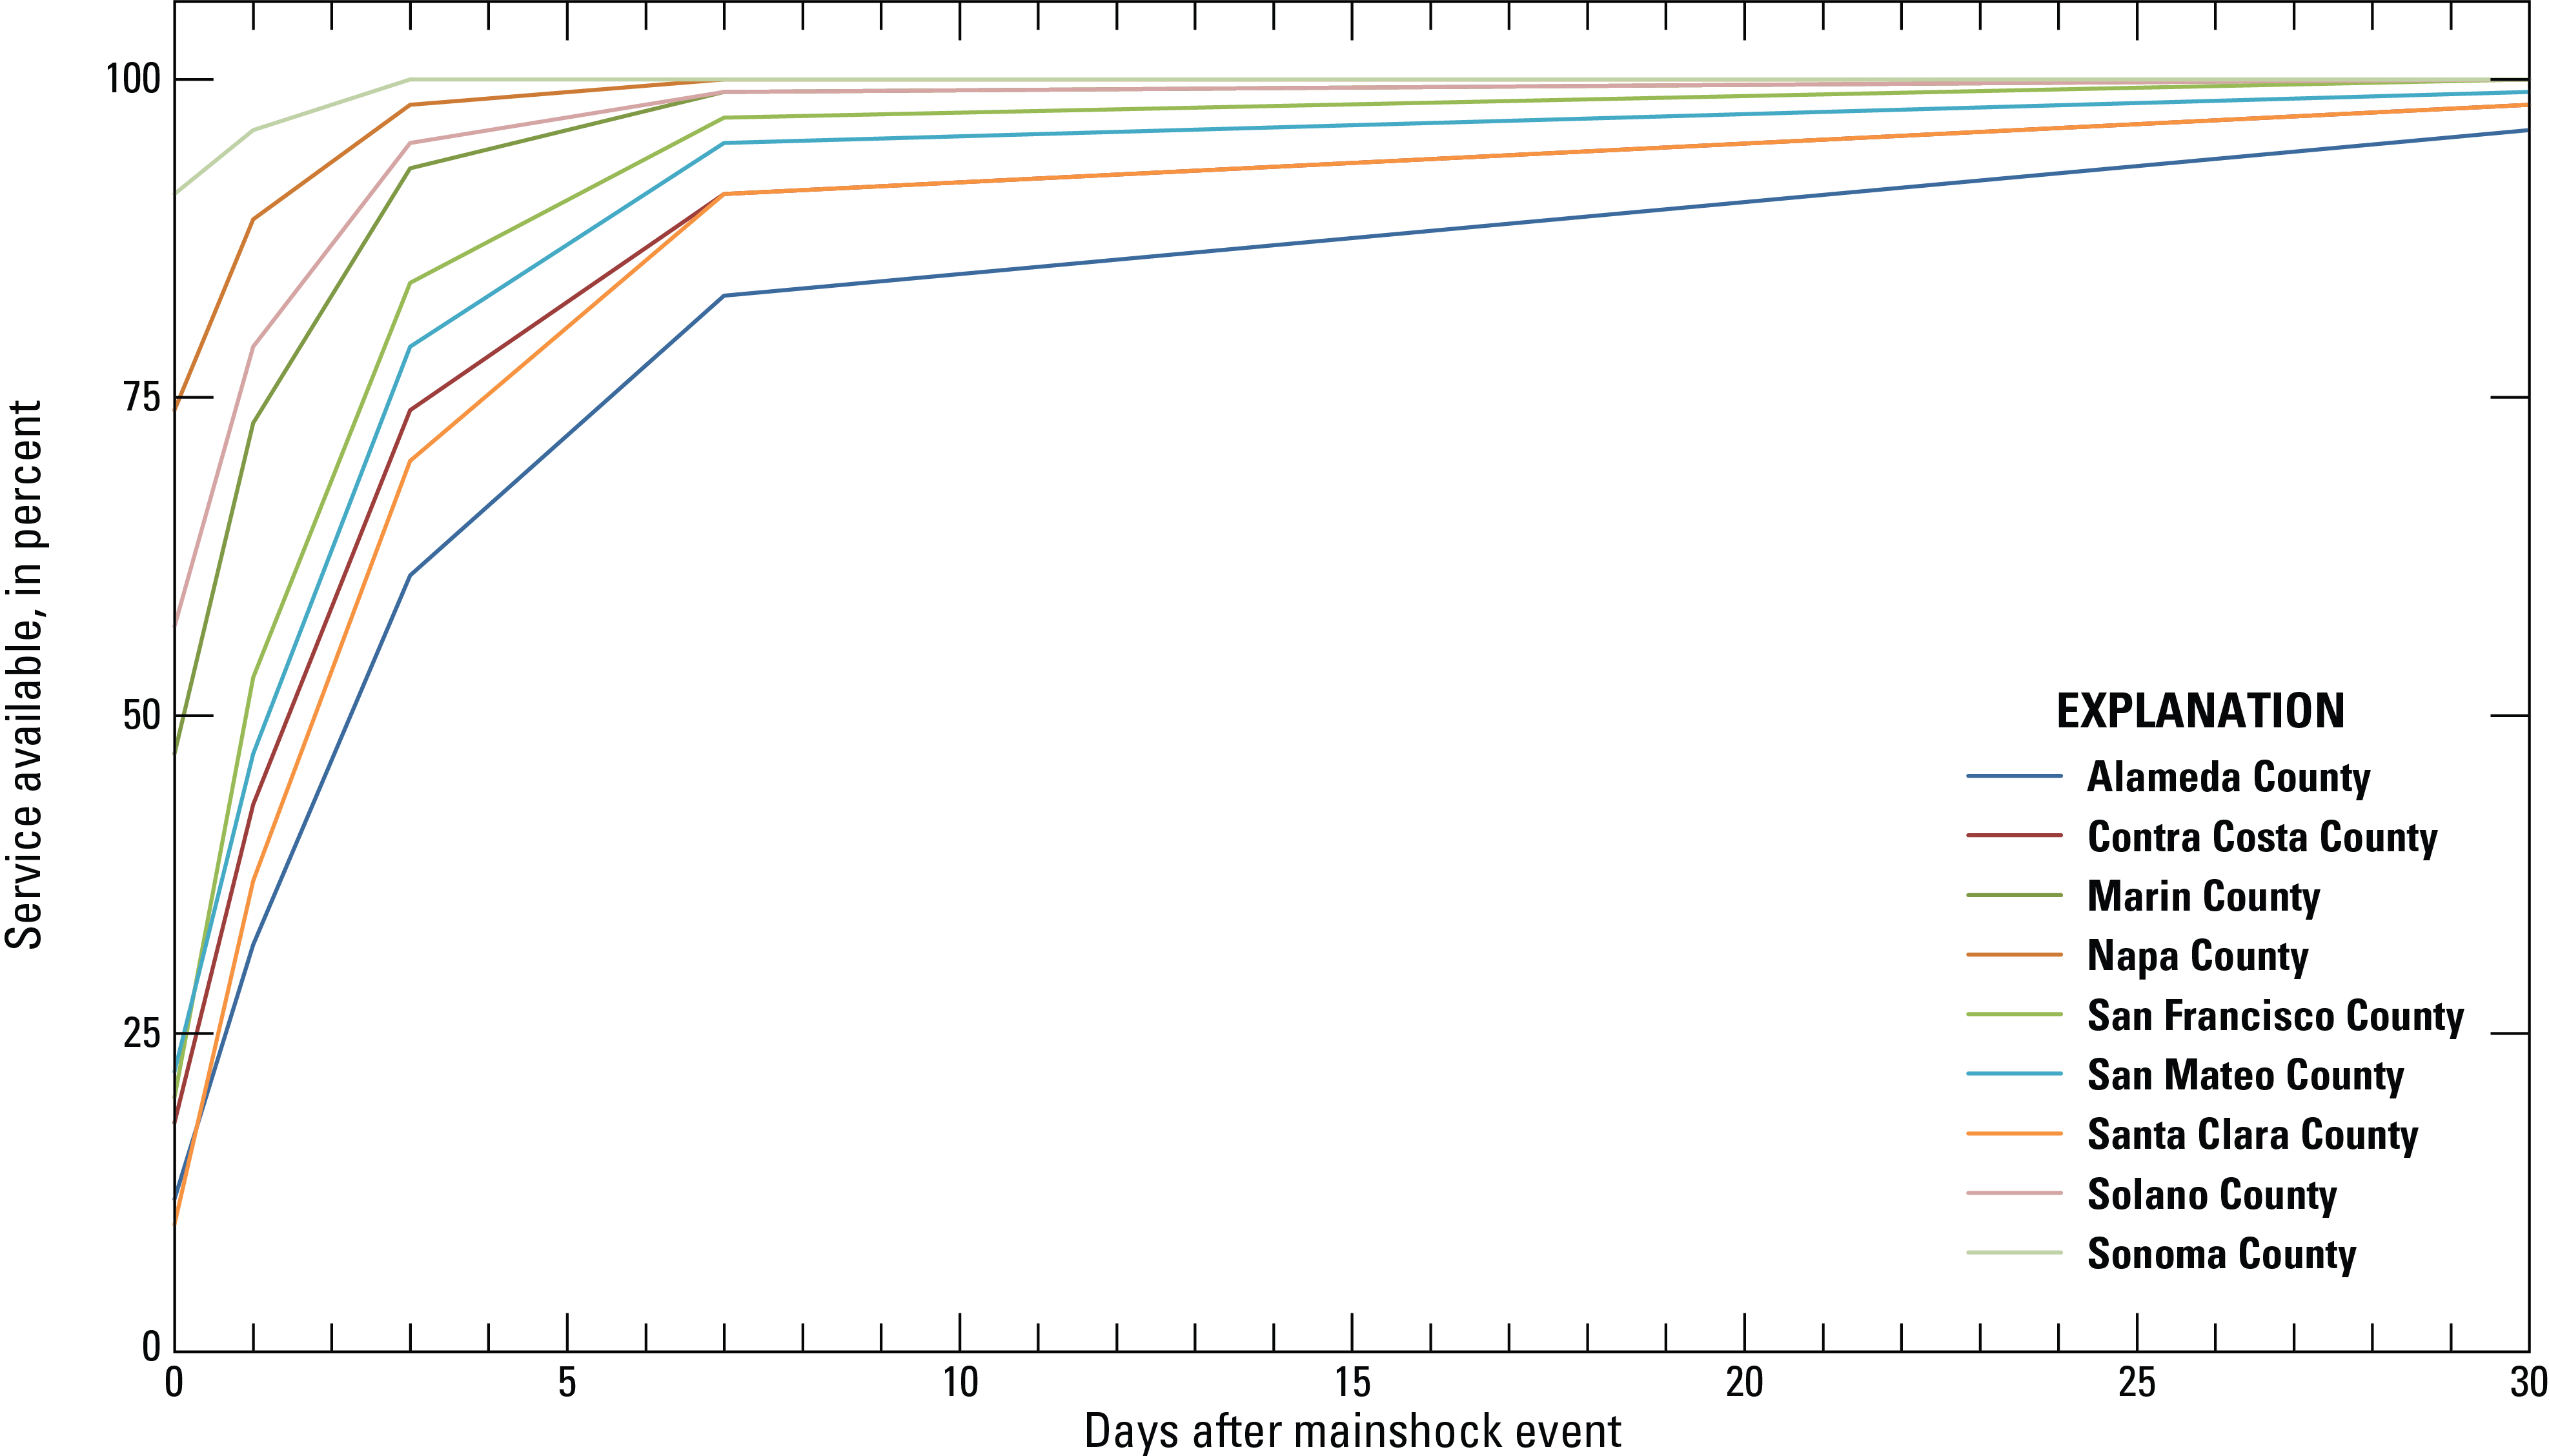 100
75
50
25
0
Service available, in percent
0 5 10 15 20 25 30
Days after mainshock event
EXPLANATION
Alameda County
Contra Costa County
Marin County
Napa County
San Francisco County
San Mateo County
Santa Clara County
Solano County
Sonoma County